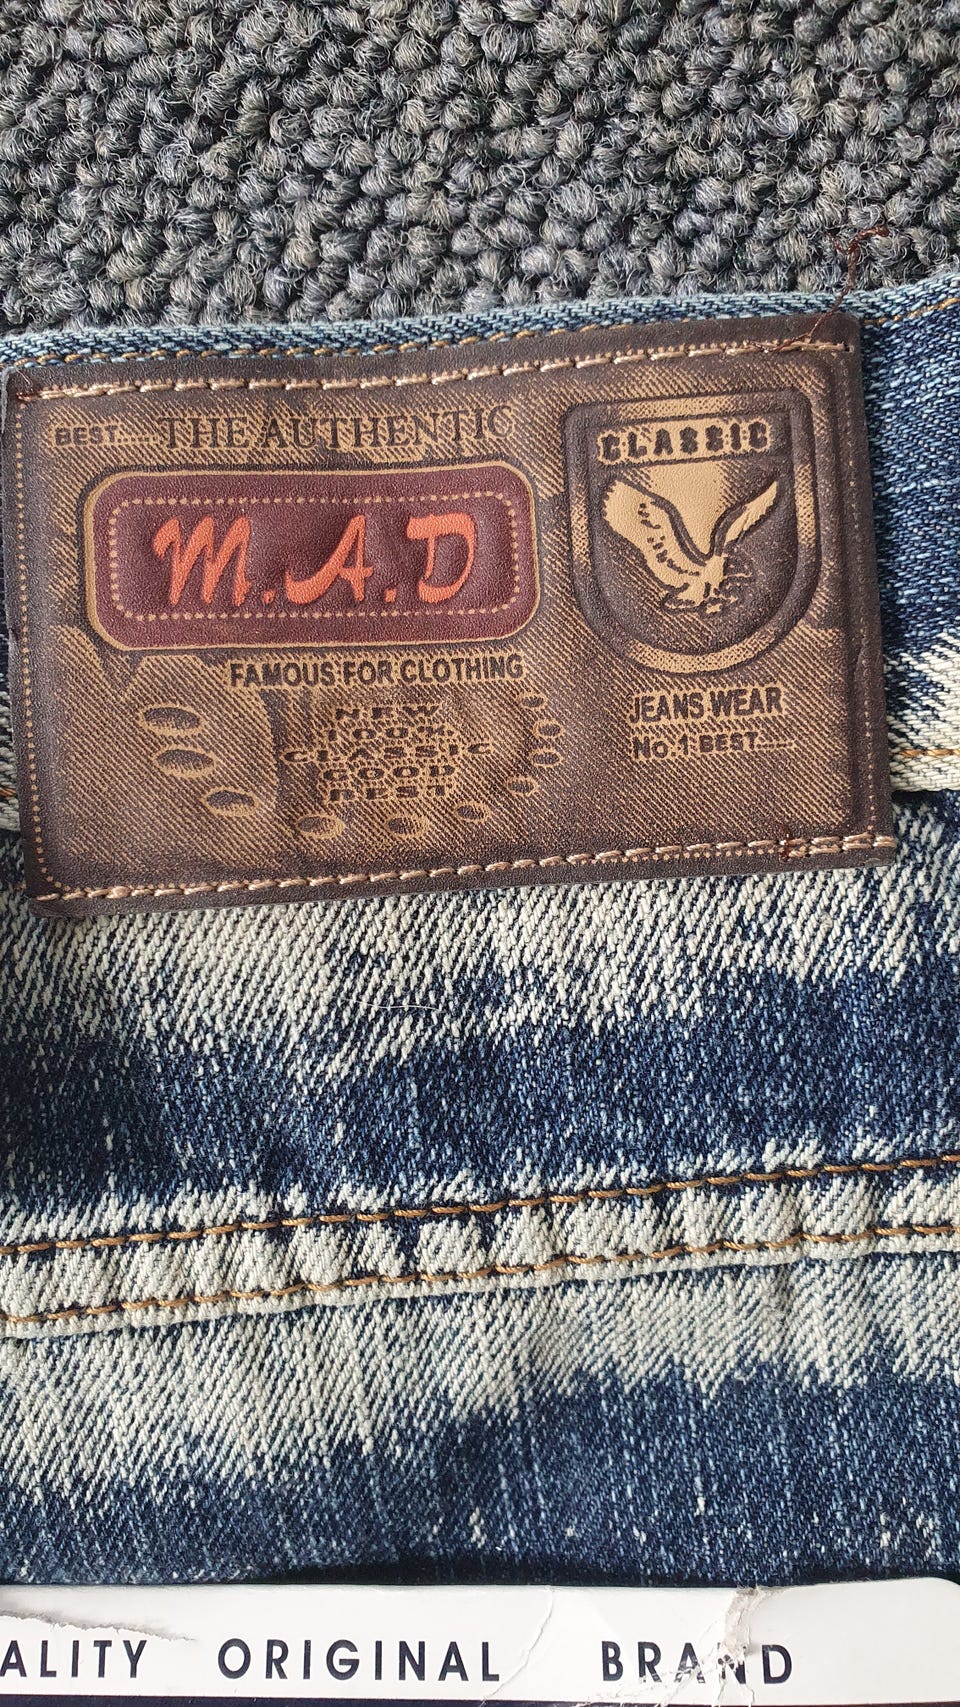 BEST.....THE AUTHENTIC
M.A.D
FAMOUS FOR CLOTHING
NEW
100%
CLASSIC
GOOD
BEST
CLASSIC
JEANS WEAR
No.1 BEST......
ALITY ORIGINAL BRAND